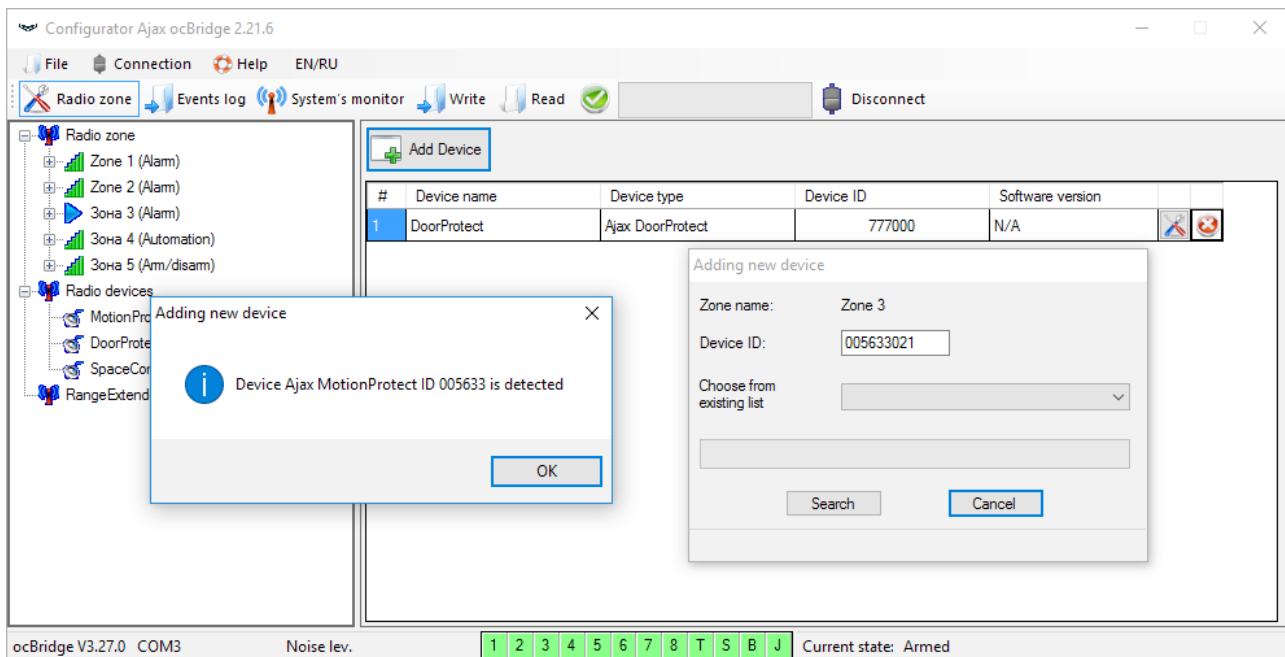 Configurator Ajax ocBridge 2.21.6
File Connection Help EN/RU
Radio zone Events log System's monitor Write Read Disconnect
Radio zone
Zone 1 (Alarm)
Zone 2 (Alarm)
Зона 3 (Alarm)
Зона 4 (Automation)
Зона 5 (Arm/disarm)
Radio devices
MotionPro
DoorProte
SpaceCon
RangeExtend
Add Device
# Device name Device type Device ID Software version
1 DoorProtect Ajax DoorProtect 777000 N/A
Adding new device
Device Ajax MotionProtect ID 005633 is detected
OK
Adding new device
Zone name: Zone 3
Device ID: 005633021
Choose from
existing list
Search Cancel
ocBridge V3.27.0 COM3 Noise lev. 1 2 3 4 5 6 7 8 T S B J Current state: Armed